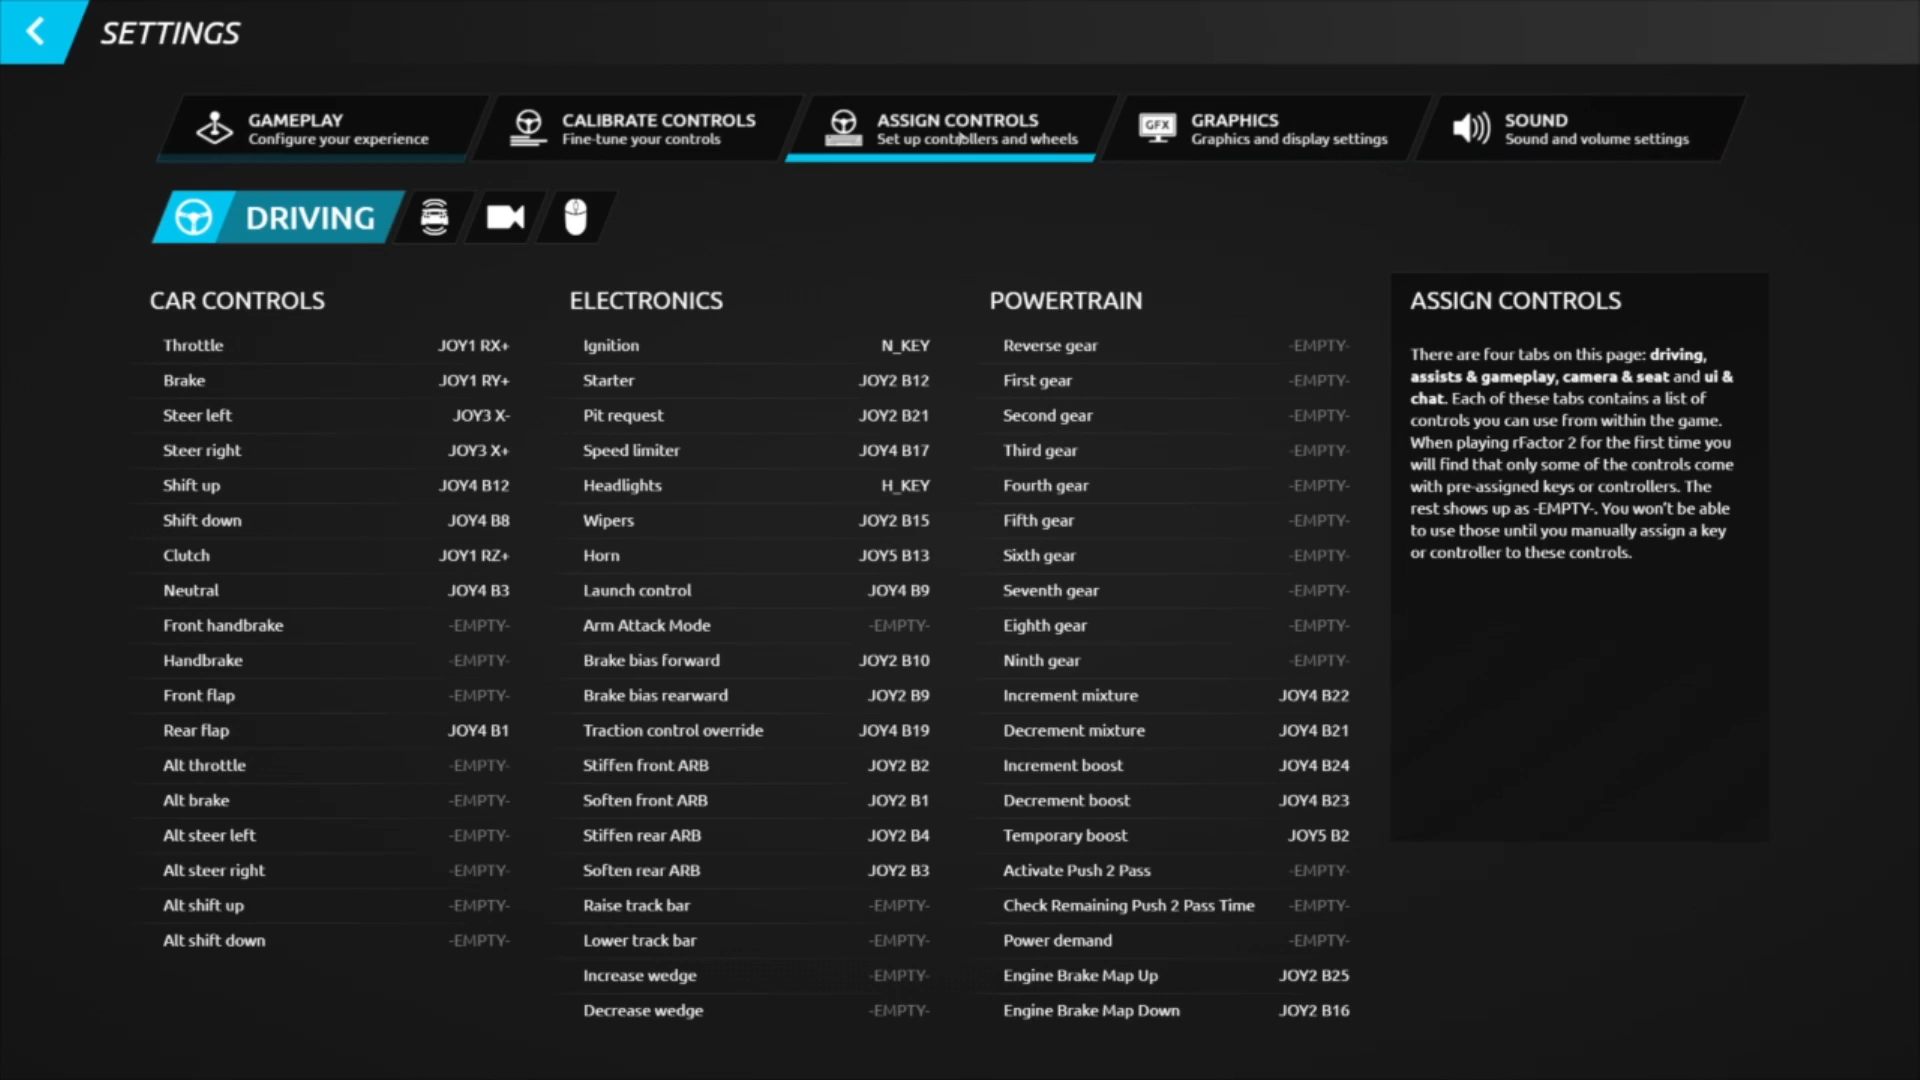 SETTINGS
GAMEPLAY
Configure your experience
CALIBRATE CONTROLS
Fine-tune your controls
ASSIGN CONTROLS
Set up controllers and wheels
GFX
GRAPHICS
Graphics and display settings
SOUND
Sound and volume settings
DRIVING
CAR CONTROLS
Throttle JOY1 RX+
Brake JOY1 RY+
Steer left JOY3 X-
Steer right JOY3 X+
Shift up JOY4 B12
Shift down JOY4 B8
Clutch JOY1 RZ+
Neutral JOY4 B3
Front handbrake -EMPTY-
Handbrake -EMPTY-
Front flap -EMPTY-
Rear flap JOY4 B1
Alt throttle -EMPTY-
Alt brake -EMPTY-
Alt steer left -EMPTY-
Alt steer right -EMPTY-
Alt shift up -EMPTY-
Alt shift down -EMPTY-
ELECTRONICS
Ignition N_KEY
Starter JOY2 B12
Pit request JOY2 B21
Speed limiter JOY4 B17
Headlights H_KEY
Wipers JOY2 B15
Horn JOY5 B13
Launch control JOY4 B9
Arm Attack Mode -EMPTY-
Brake bias forward JOY2 B10
Brake bias rearward JOY2 B9
Traction control override JOY4 B19
Stiffen front ARB JOY2 B2
Soften front ARB JOY2 B1
Stiffen rear ARB JOY2 B4
Soften rear ARB JOY2 B3
Raise track bar -EMPTY-
Lower track bar -EMPTY-
Increase wedge -EMPTY-
Decrease wedge -EMPTY-
POWERTRAIN
Reverse gear -EMPTY-
First gear -EMPTY-
Second gear -EMPTY-
Third gear -EMPTY-
Fourth gear -EMPTY-
Fifth gear -EMPTY-
Sixth gear -EMPTY-
Seventh gear -EMPTY-
Eighth gear -EMPTY-
Ninth gear -EMPTY-
Increment mixture JOY4 B22
Decrement mixture JOY4 B21
Increment boost JOY4 B24
Decrement boost JOY4 B23
Temporary boost JOY5 B2
Activate Push 2 Pass -EMPTY-
Check Remaining Push 2 Pass Time -EMPTY-
Power demand -EMPTY-
Engine Brake Map Up JOY2 B25
Engine Brake Map Down JOY2 B16
ASSIGN CONTROLS
There are four tabs on this page: driving,
assists & gameplay, camera & seat and ui &
chat. Each of these tabs contains a list of
controls you can use from within the game.
When playing rFactor 2 for the first time you
will find that only some of the controls come
with pre-assigned keys or controllers. The
rest shows up as -EMPTY-. You won't be able
to use those until you manually assign a key
or controller to these controls.